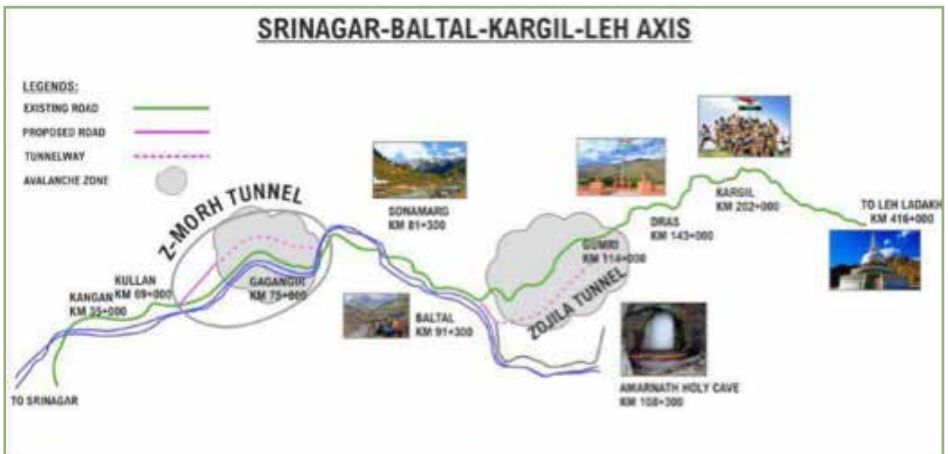 SRINAGAR-BALTAL-KARGIL-LEH AXIS
LEGENDS:
EXISTING ROAD
PROPOSED ROAD
TUNNELWAY
AVALANCHE ZONE
Z-MORH TUNNEL
KANGAN
KM 35+000
KULLAN
KM 69+000
GAGANGIR
KM 75+000
SONAMARG
KM 81+300
BALTAL
KM 91+300
GUMRI
KM 114+000
ZOJILA TUNNEL
DRAS
KM 143+000
KARGIL
KM 202+000
TO LEH LADAKH
KM 416+000
AMARNATH HOLY CAVE
KM 108+300
TO SRINAGAR